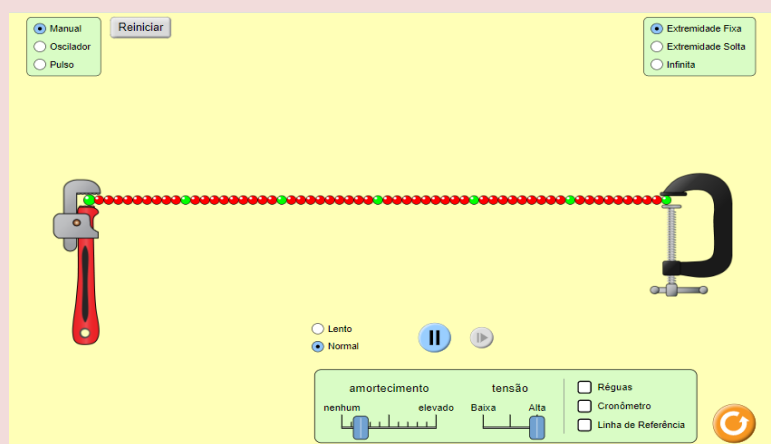 Manual
Oscilador
Pulso
Reiniciar
Extremidade Fixa
Extremidade Solta
Infinita
Lento
Normal
amortecimento
nenhum
elevado
tensão
Baixa
Alta
Réguas
Cronômetro
Linha de Referência